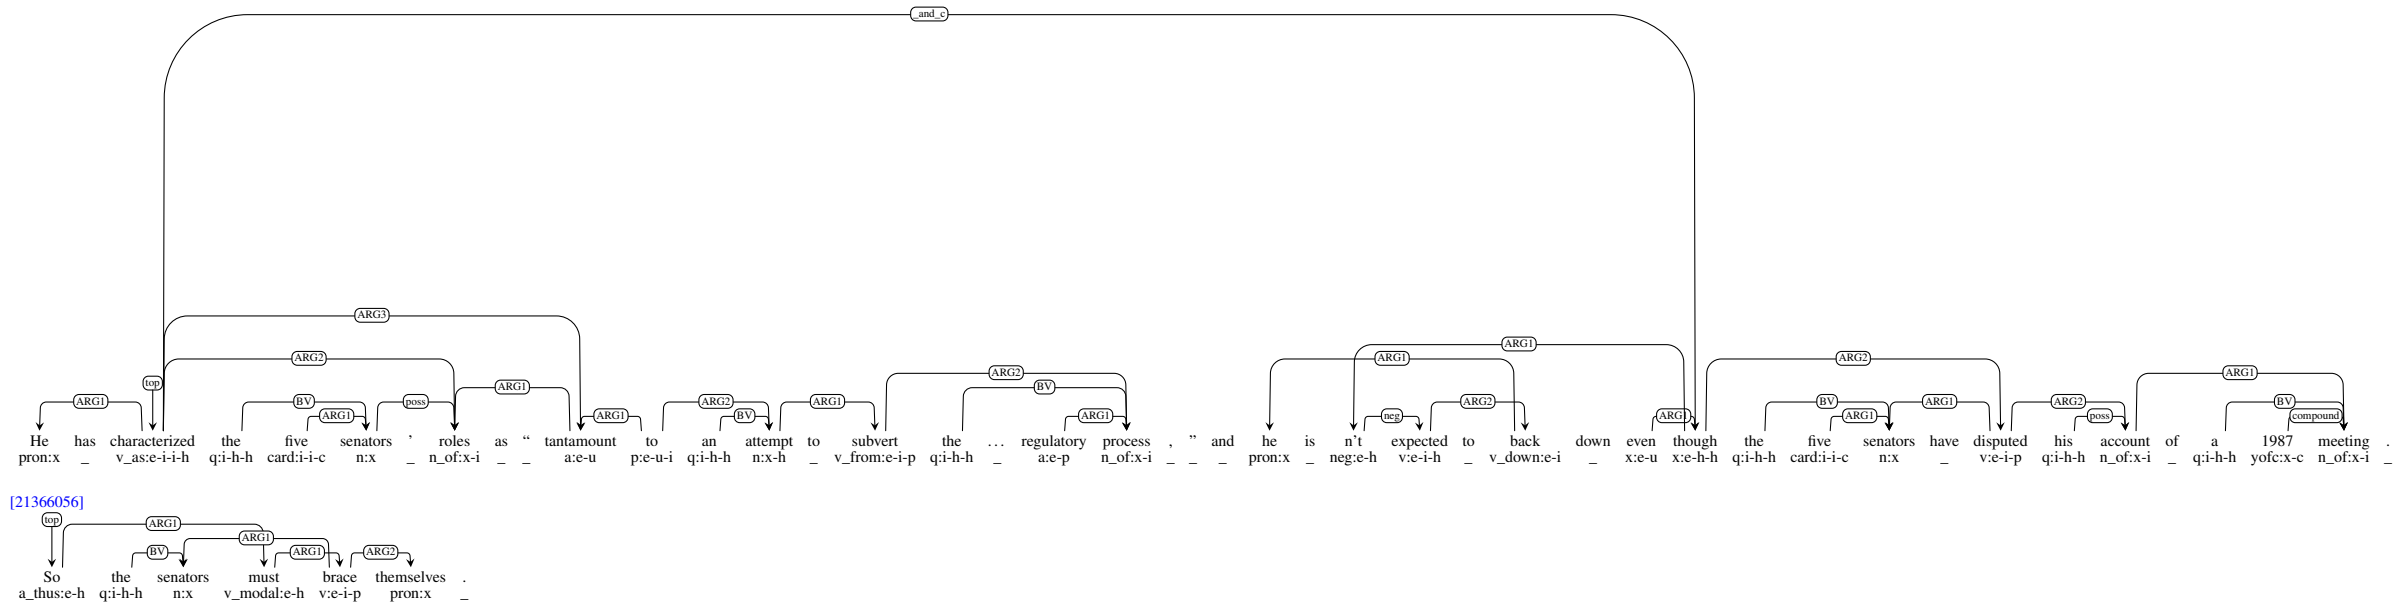 _and_c
ARG3
ARG1
ARG2 ARG1 ARG2
ARG2 ARG1
top ARG1 BV
ARG1 BV poss ARG2 ARG1 ARG2 BV ARG1 ARG2 BV
ARG1 ARG1 BV ARG1 neg ARG1 ARG1 poss compound
He has characterized the five senators ’ roles as “ tantamount to an attempt to subvert the … regulatory process , ” and he is n’t expected to back down even though the five senators have disputed his account of a 1987 meeting .
pron:x _ v_as:e-i-i-h q:i-h-h card:i-i-c n:x _ n_of:x-i _ _ a:e-u p:e-u-i q:i-h-h n:x-h _ v_from:e-i-p q:i-h-h _ a:e-p n_of:x-i _ _ _ pron:x _ neg:e-h v:e-i-h _ v_down:e-i _ x:e-u x:e-h-h q:i-h-h card:i-i-c n:x _ v:e-i-p q:i-h-h n_of:x-i _ q:i-h-h yofc:x-c n_of:x-i _
[21366056]
top ARG1
ARG1
BV ARG1 ARG2
So the senators must brace themselves .
a_thus:e-h q:i-h-h n:x v_modal:e-h v:e-i-p pron:x _